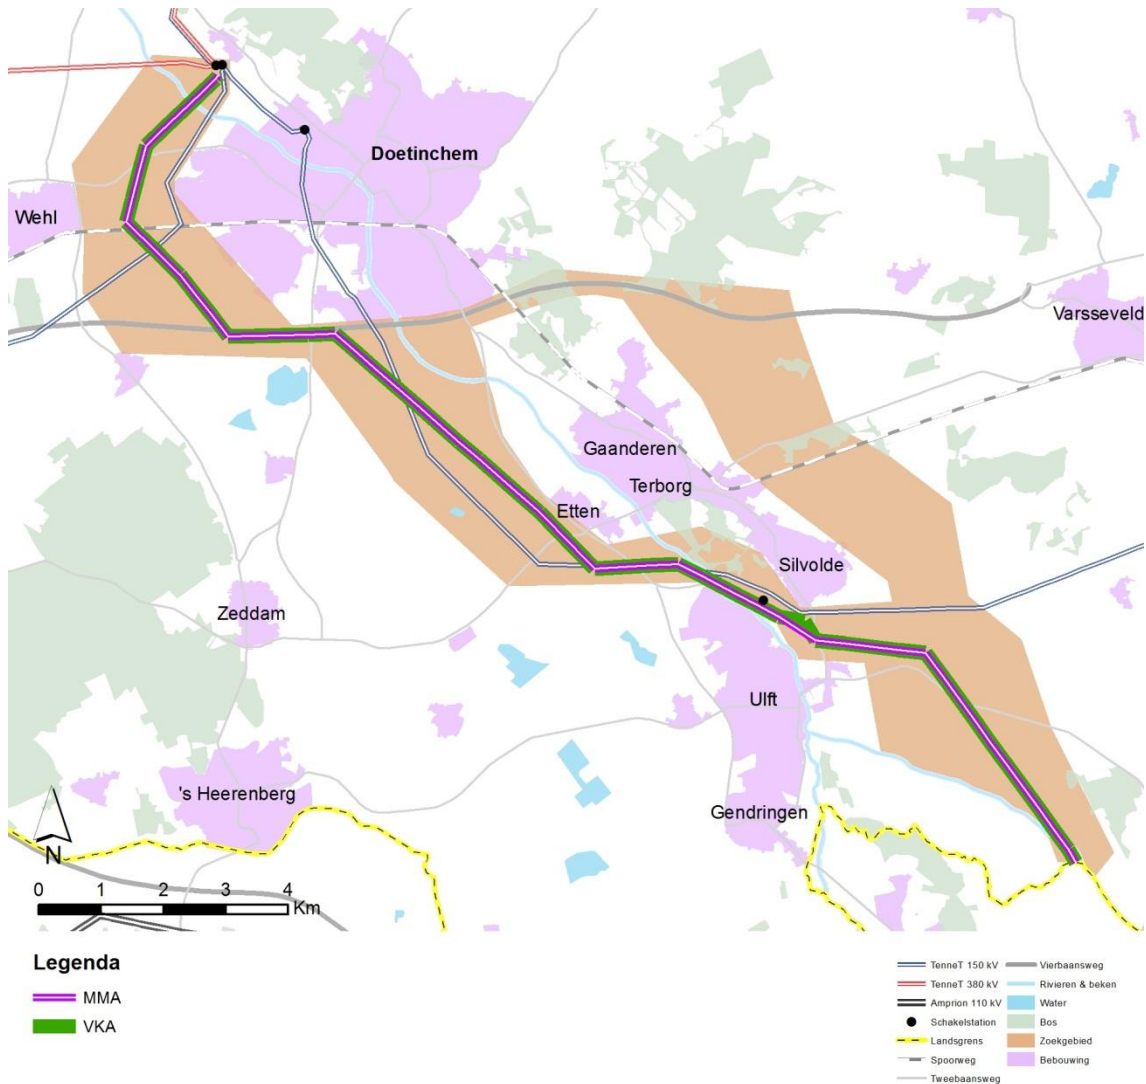 Doetinchem
Wehl
Varsseveld
Gaanderen
Terborg
Etten
Silvolde
Zeddam
Ulft
's Heerenberg
Gendringen
N
0 1 2 3 4
Km
Legenda
MMA
VKA
TenneT 150 kV
TenneT 380 kV
Amprion 110 kV
Schakelstation
Landsgrens
Spoorweg
Tweebaansweg
Vierbaansweg
Rivieren & beken
Water
Bos
Zoekgebied
Bebouwing